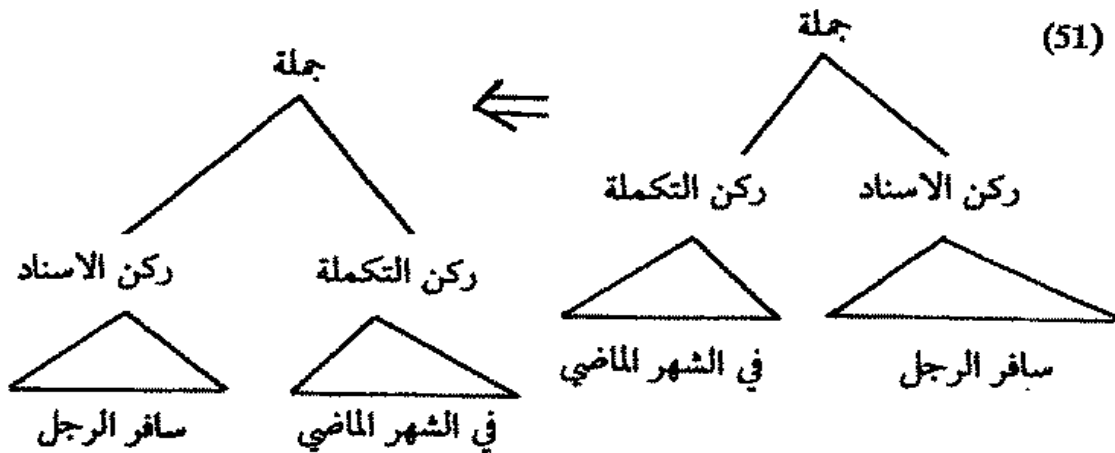 (51)
جملة
ركن الاسناد ركن التكملة
سافر الرجل في الشهر الماضي
جملة
ركن التكملة ركن الاسناد
في الشهر الماضي سافر الرجل